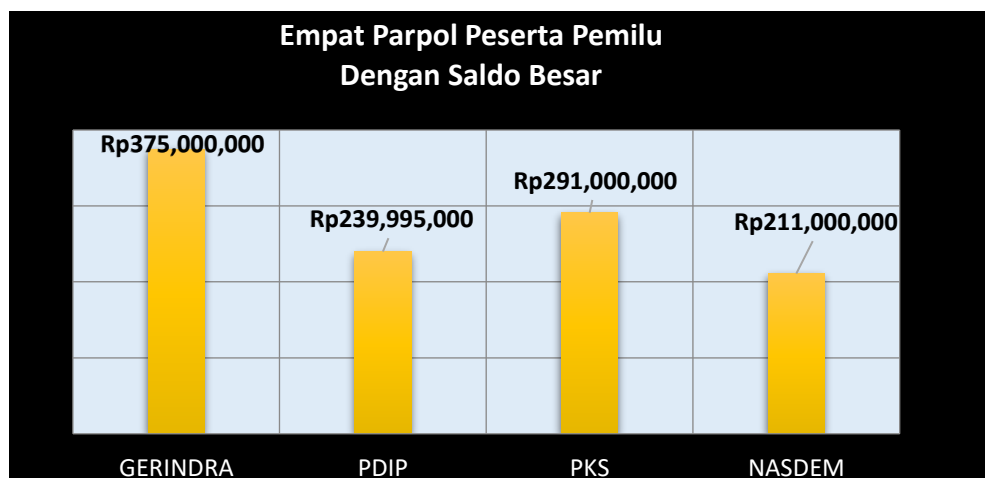 Empat Parpol Peserta Pemilu
Dengan Saldo Besar
Rp375,000,000
Rp239,995,000
Rp291,000,000
Rp211,000,000
GERINDRA
PDIP
PKS
NASDEM